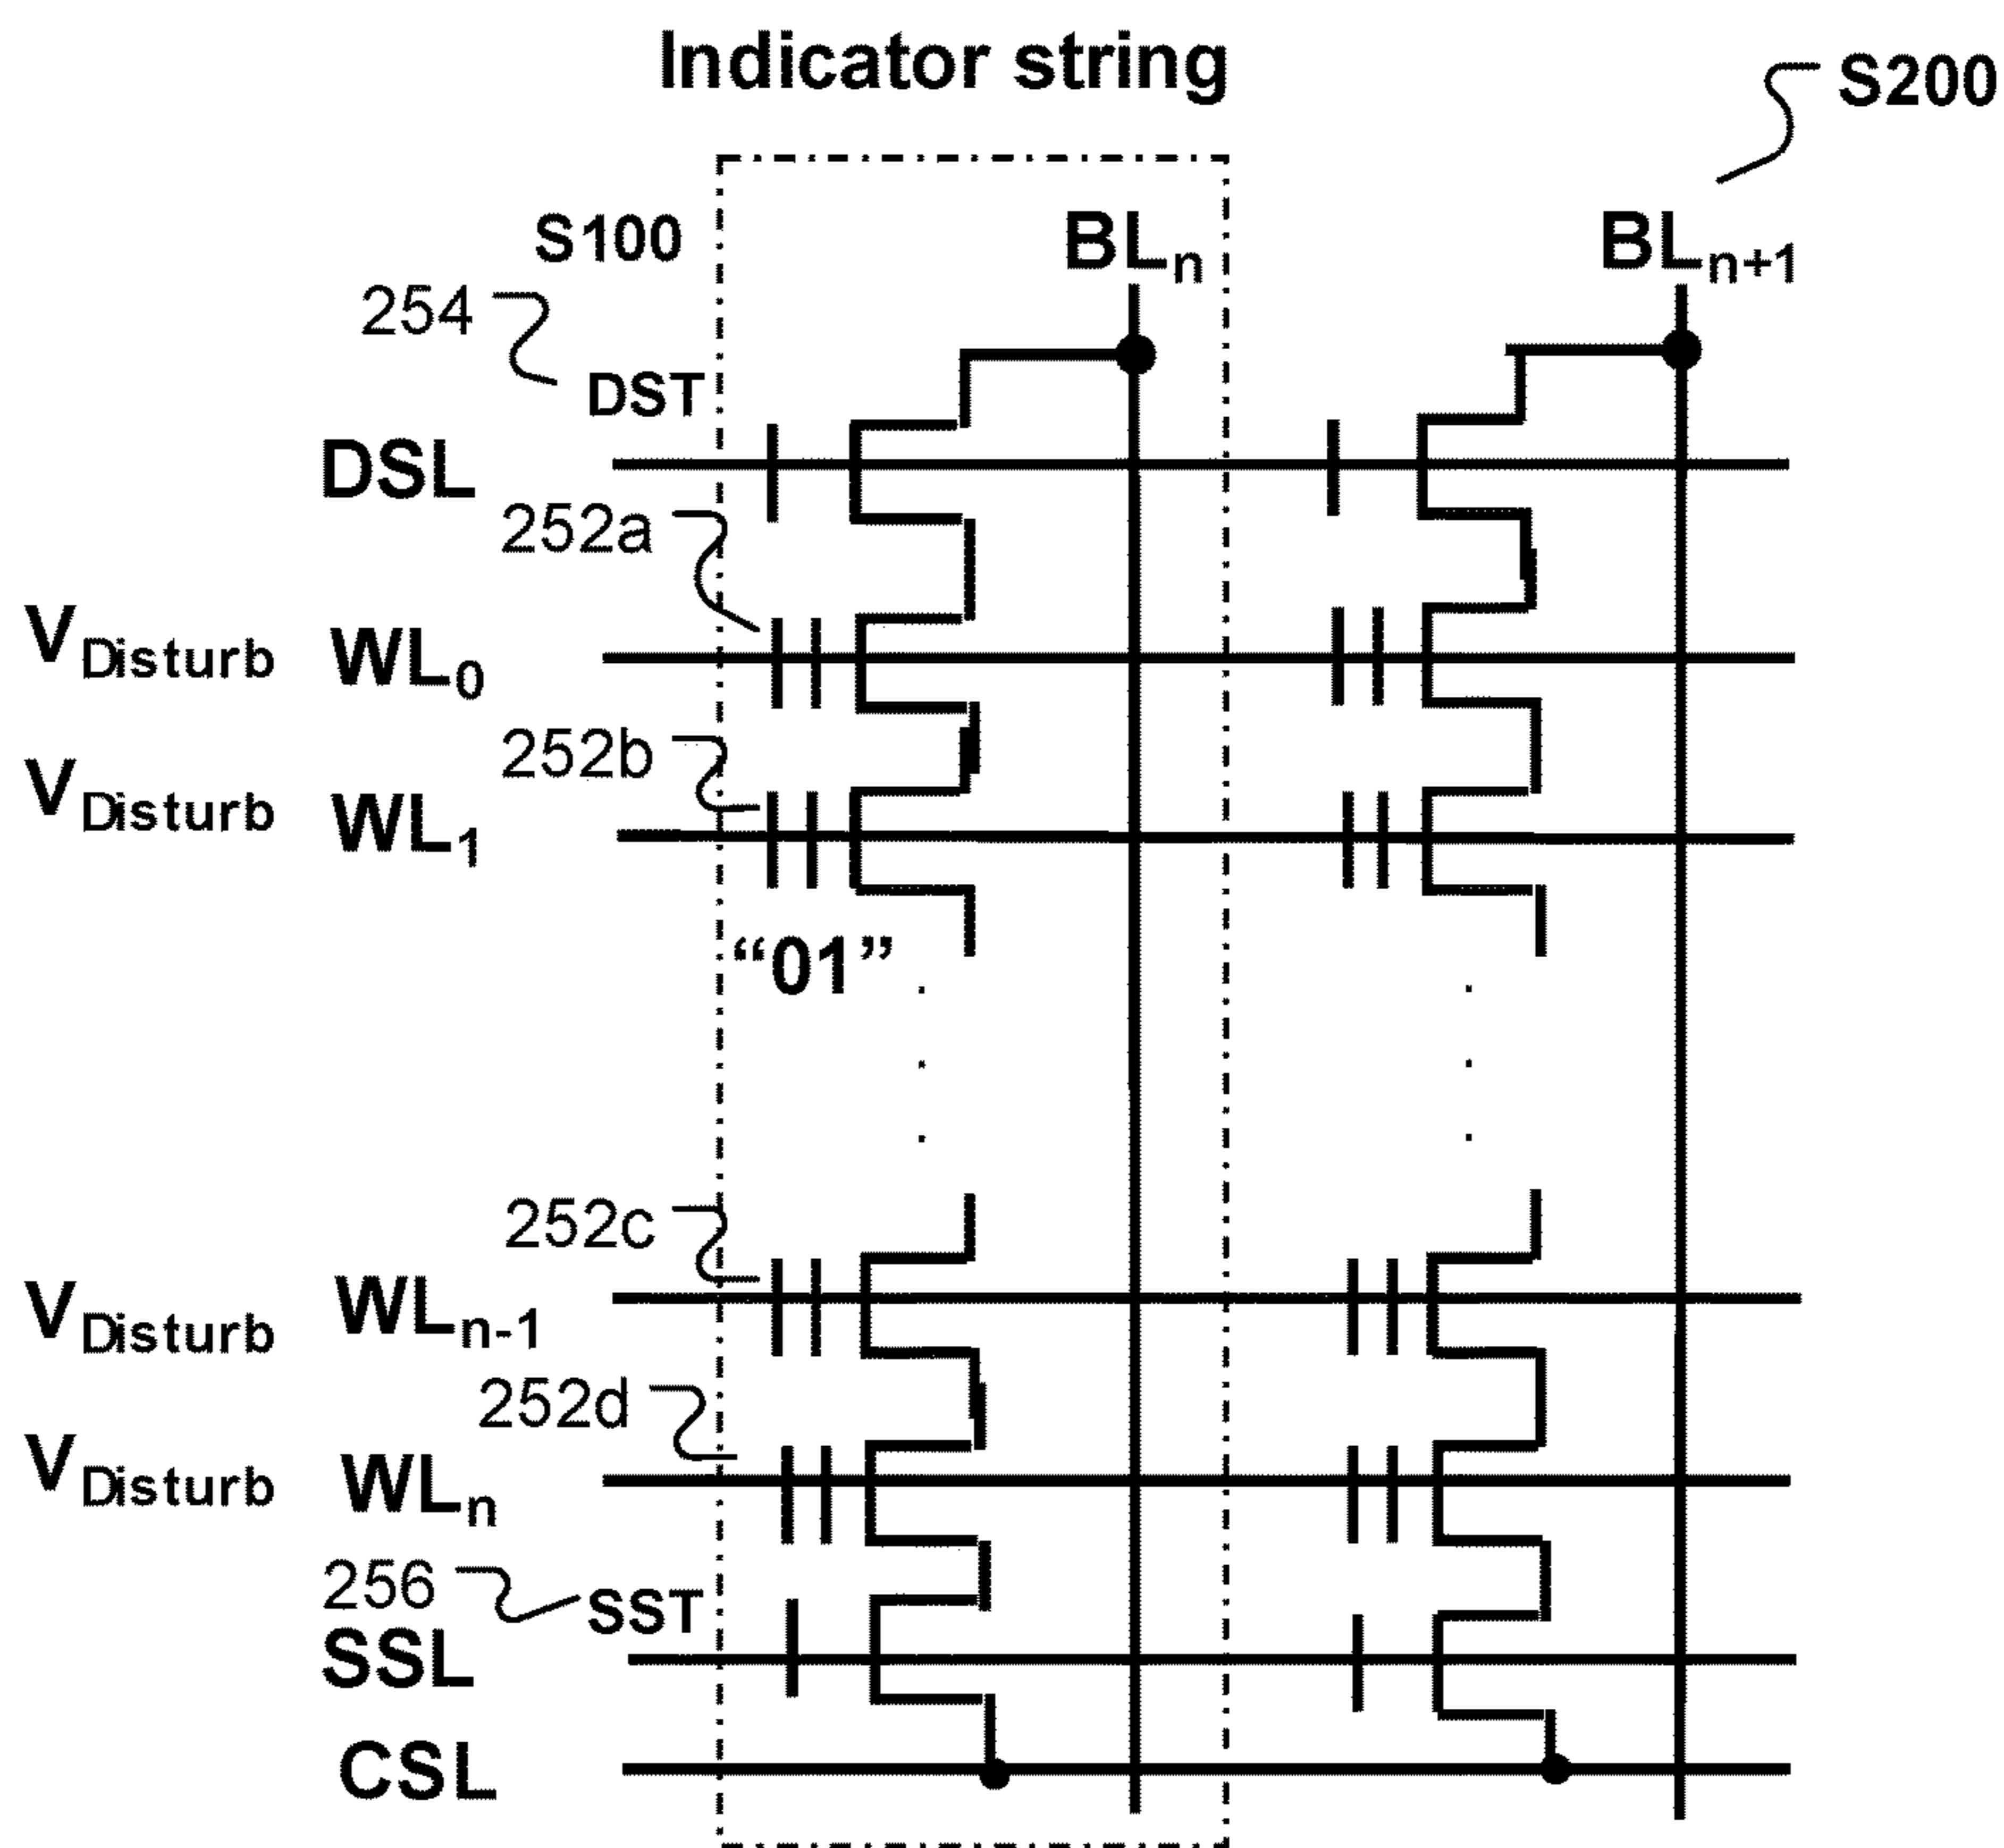 Indicator string
S200
S100
BLn
BLn+1
254
DST
DSL
252a
VDisturb WL0
252b
VDisturb WL1
“01”
252c
VDisturb WLn-1
252d
VDisturb WLn
256
SST
SSL
CSL